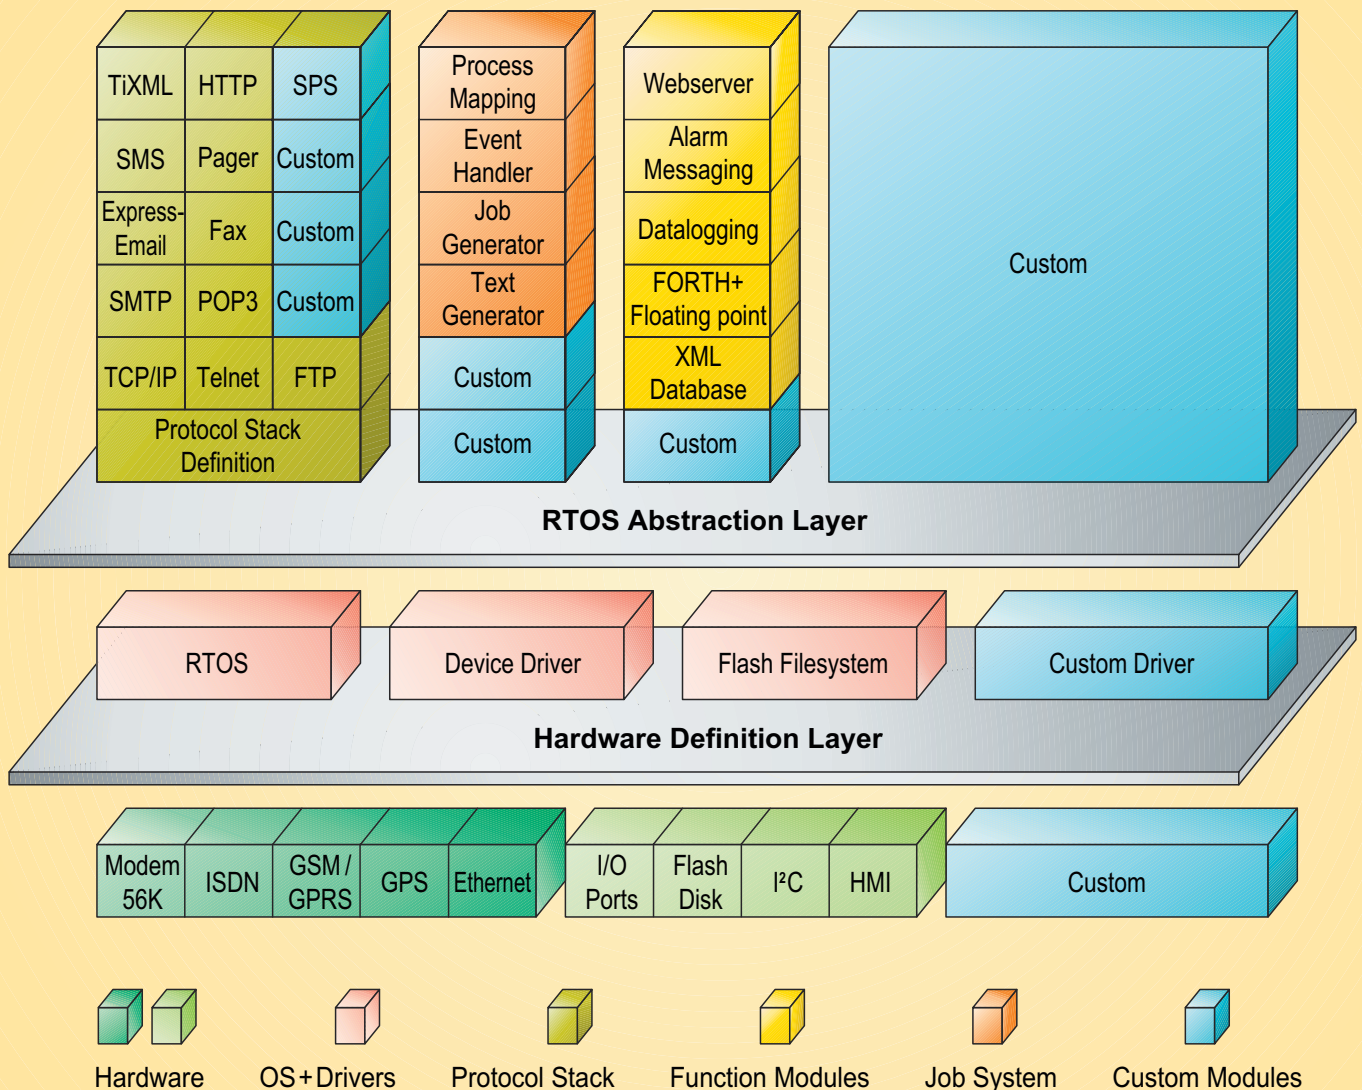 TiXML HTTP SPS
SMS Pager Custom
Express-
Email Fax Custom
SMTP POP3 Custom
TCP/IP Telnet FTP
Protocol Stack
Definition
Process
Mapping
Event
Handler
Job
Generator
Text
Generator
Custom
Custom
Webserver
Alarm
Messaging
Datalogging
FORTH+
Floating point
XML
Database
Custom
Custom
RTOS Abstraction Layer
RTOS Device Driver Flash Filesystem Custom Driver
Hardware Definition Layer
Modem
56K
ISDN
GSM /
GPRS
GPS
Ethernet
I/O
Ports
Flash
Disk
I²C
HMI
Custom
Hardware OS+Drivers Protocol Stack Function Modules Job System Custom Modules